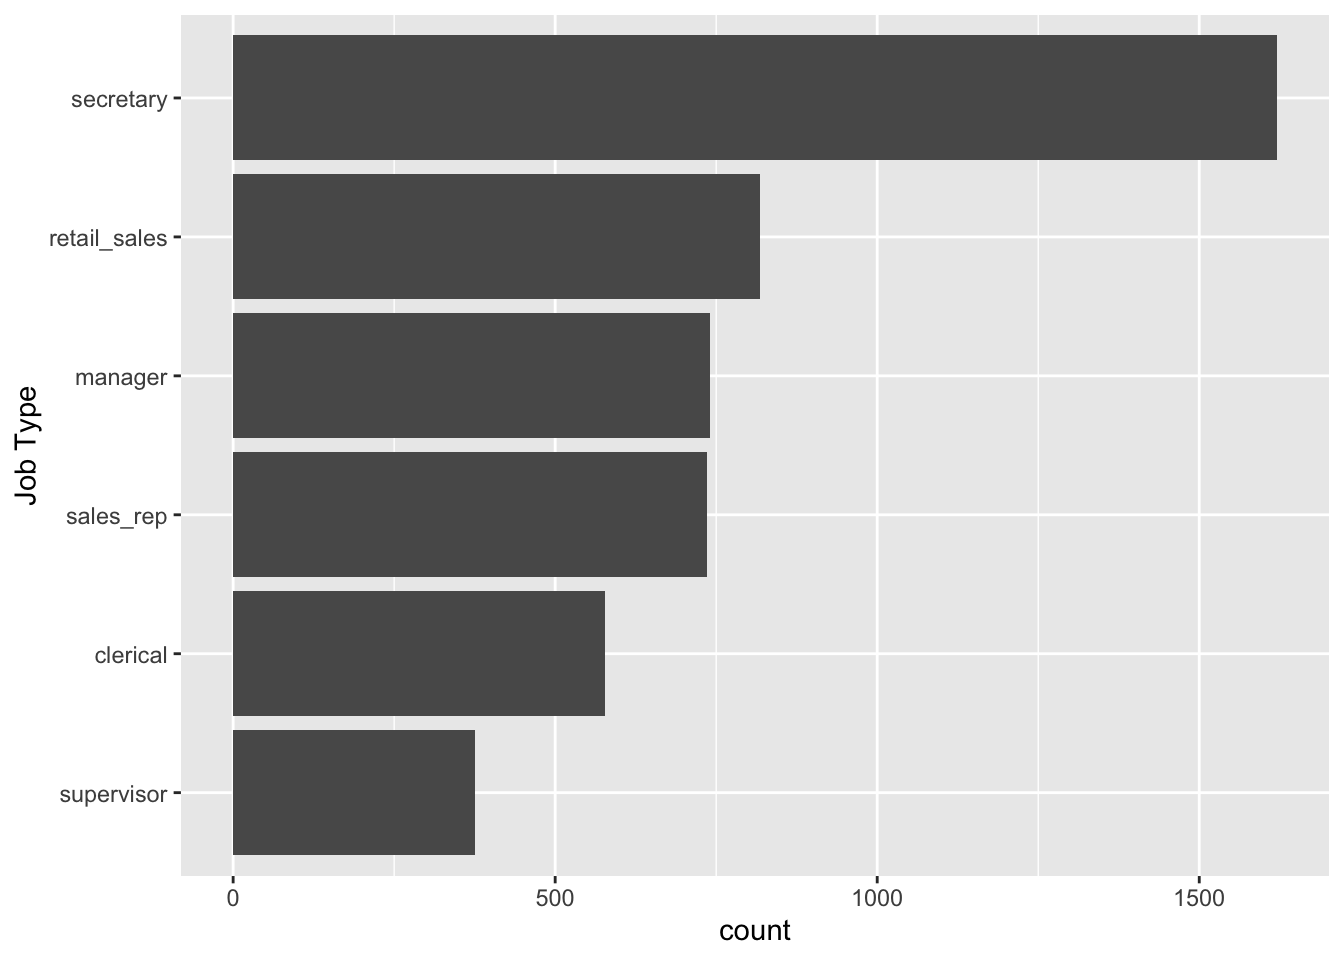 secretary
retail_sales
manager
sales_rep
clerical
supervisor
Job Type
0 500 1000 1500
count